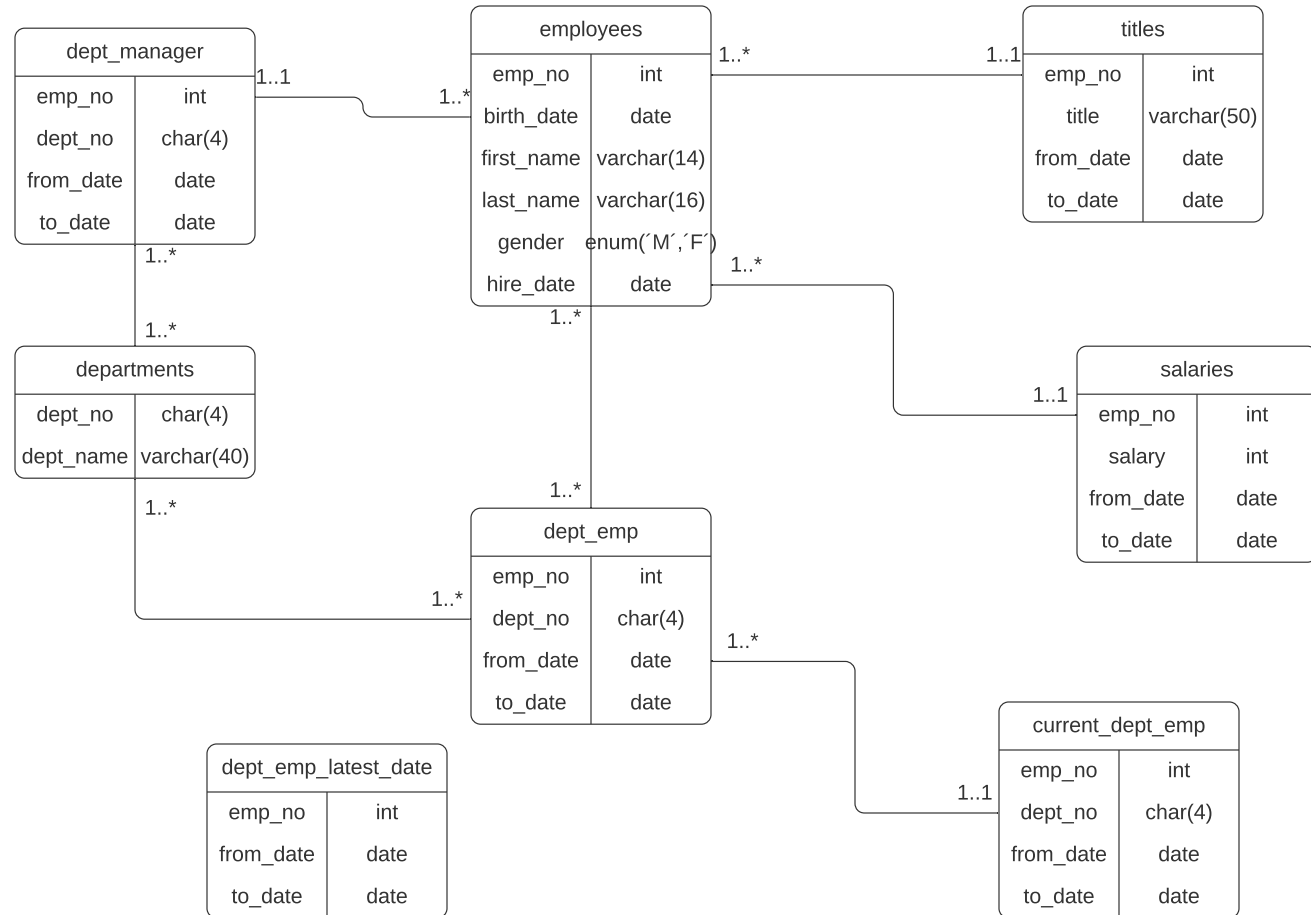 dept_manager
emp_no int
dept_no char(4)
from_date date
to_date date
1..1
1..*
employees
emp_no int
birth_date date
first_name varchar(14)
last_name varchar(16)
gender enum(´M´,´F´)
hire_date date
1..*
1..1
titles
emp_no int
title varchar(50)
from_date date
to_date date
1..*
1..*
departments
dept_no char(4)
dept_name varchar(40)
1..*
1..*
1..*
1..*
dept_emp
emp_no int
dept_no char(4)
from_date date
to_date date
1..*
1..1
salaries
emp_no int
salary int
from_date date
to_date date
1..*
1..1
current_dept_emp
emp_no int
dept_no char(4)
from_date date
to_date date
dept_emp_latest_date
emp_no int
from_date date
to_date date